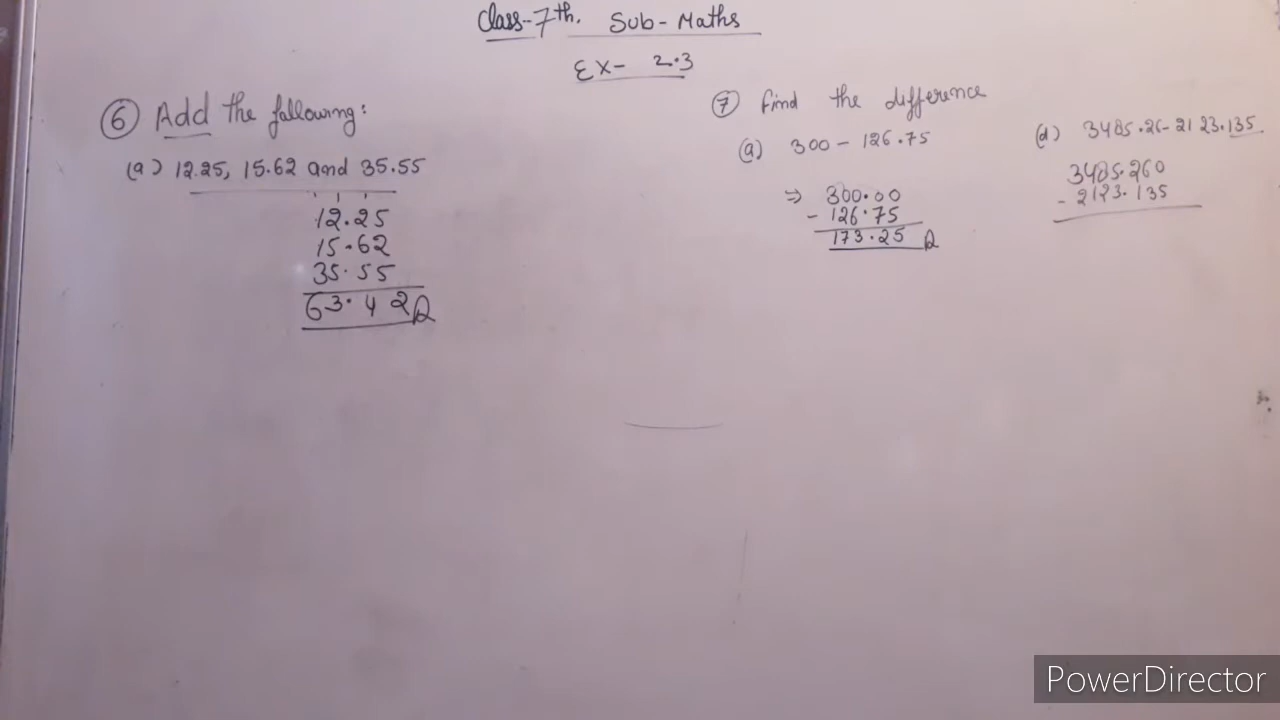 Class-7th. Sub-Maths
Ex- 2.3
6 Add the following:
(a) 12.25, 15.62 and 35.55
12.25
15.62
35.55
63.42
7 Find the difference
(a) 300 - 126.75
⇒ 300.00
- 126.75
173.25
(d) 3485.26-2123.135
3485.260
- 2123.135
PowerDirector